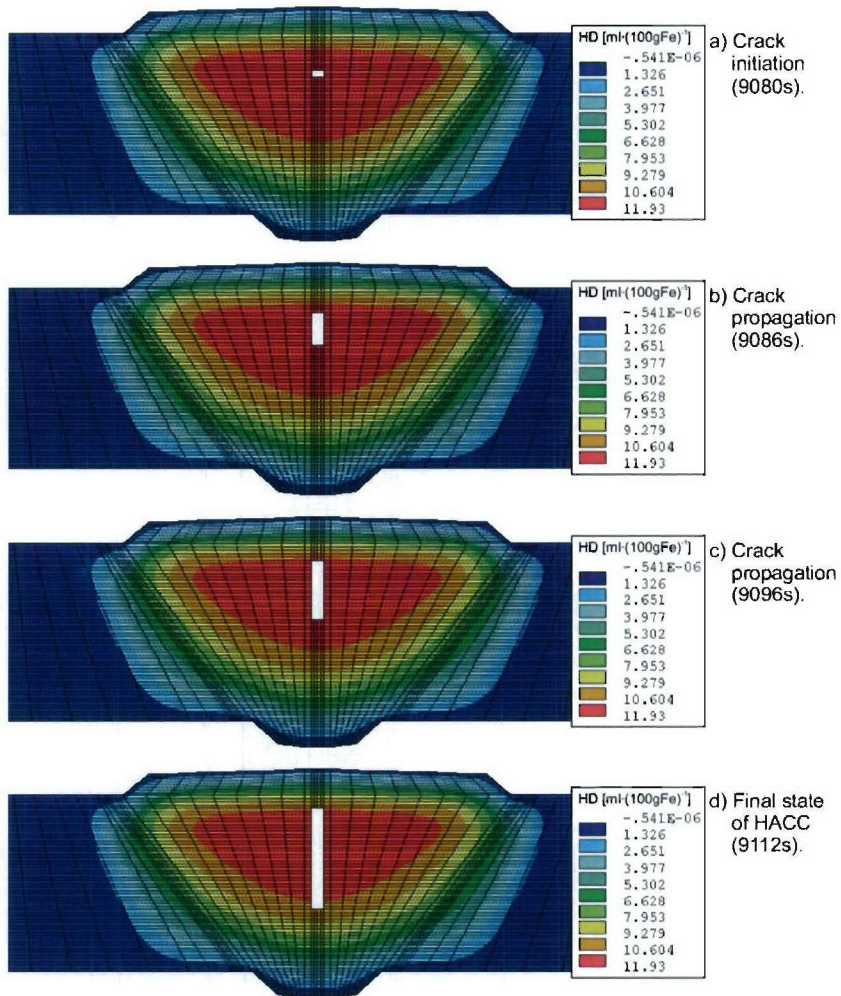 HD [ml·(100gFe)⁻¹]
-.541E-06
1.326
2.651
3.977
5.302
6.628
7.953
9.279
10.604
11.93
a) Crack
initiation
(9080s).
HD [ml·(100gFe)⁻¹]
-.541E-06
1.326
2.651
3.977
5.302
6.628
7.953
9.279
10.604
11.93
b) Crack
propagation
(9086s).
HD [ml·(100gFe)⁻¹]
-.541E-06
1.326
2.651
3.977
5.302
6.628
7.953
9.279
10.604
11.93
c) Crack
propagation
(9096s).
HD [ml·(100gFe)⁻¹]
-.541E-06
1.326
2.651
3.977
5.302
6.628
7.953
9.279
10.604
11.93
d) Final state
of HACC
(9112s).